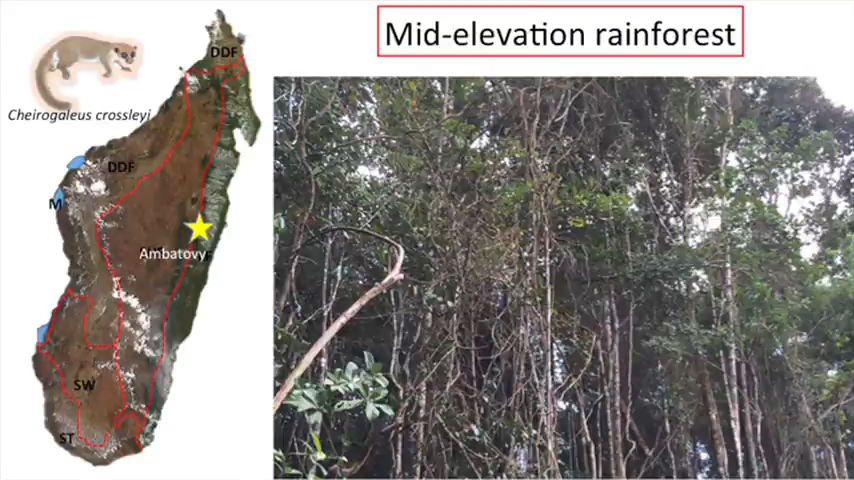 Mid-elevation rainforest
DDF
Cheirogaleus crossleyi
DDF
M
Ambatovy
SW
ST